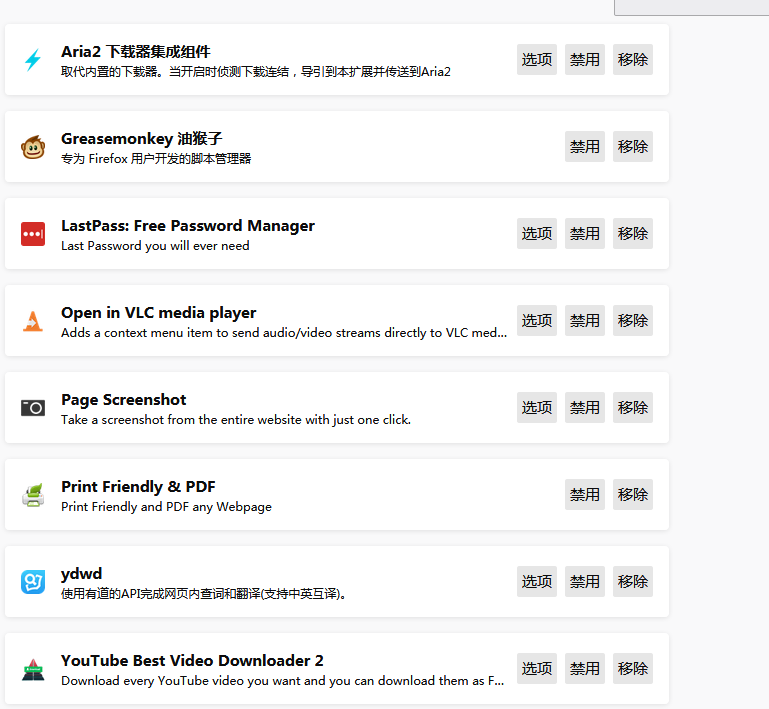 Aria2 下载器集成组件
取代内置的下载器。当开启时侦测下载连结，导引到本扩展并传送到Aria2
选项 禁用 移除
Greasemonkey 油猴子
专为 Firefox 用户开发的脚本管理器
禁用 移除
LastPass: Free Password Manager
Last Password you will ever need
选项 禁用 移除
Open in VLC media player
Adds a context menu item to send audio/video streams directly to VLC med...
选项 禁用 移除
Page Screenshot
Take a screenshot from the entire website with just one click.
选项 禁用 移除
Print Friendly & PDF
Print Friendly and PDF any Webpage
禁用 移除
ydwd
使用有道的API完成网页内查词和翻译(支持中英互译)。
选项 禁用 移除
YouTube Best Video Downloader 2
Download every YouTube video you want and you can download them as F...
选项 禁用 移除